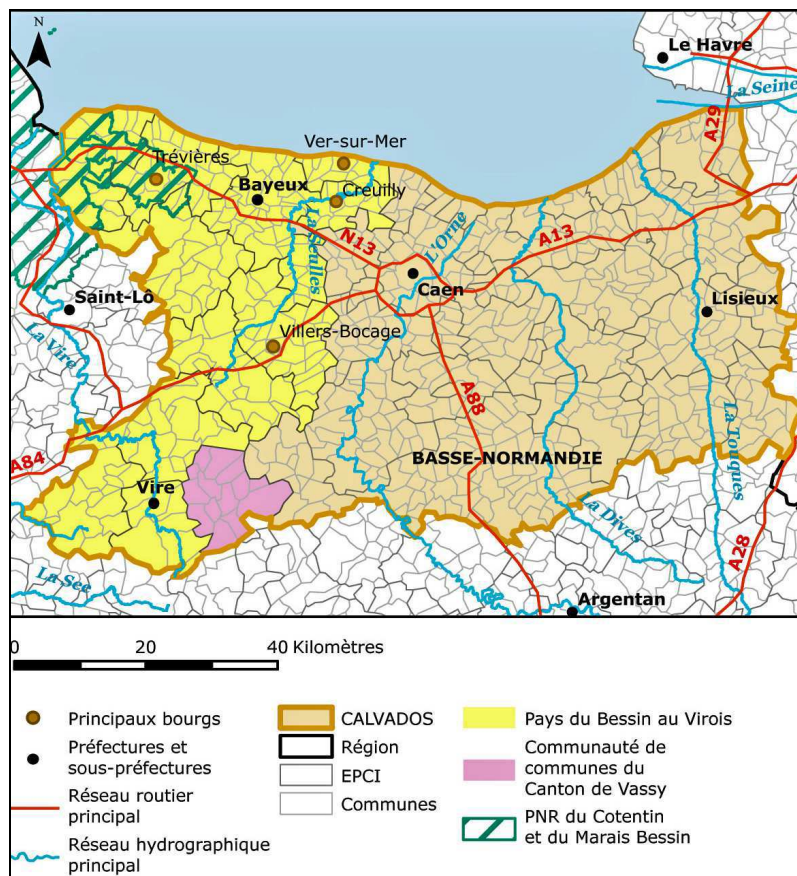 N
Le Havre
La Seine
A29
Ver-sur-Mer
Trévières
Bayeux
Creuilly
La Seulles
N13
L'Orne
A13
Caen
Saint-Lô
Lisieux
La Vire
Villers-Bocage
A88
La Touques
A84
BASSE-NORMANDIE
Vire
La Dives
A28
La See
Argentan
0 20 40 Kilomètres
Principaux bourgs
Préfectures et
sous-préfectures
Réseau routier
principal
Réseau hydrographique
principal
CALVADOS
Région
EPCI
Communes
Pays du Bessin au Virois
Communauté de
communes du
Canton de Vassy
PNR du Cotentin
et du Marais Bessin